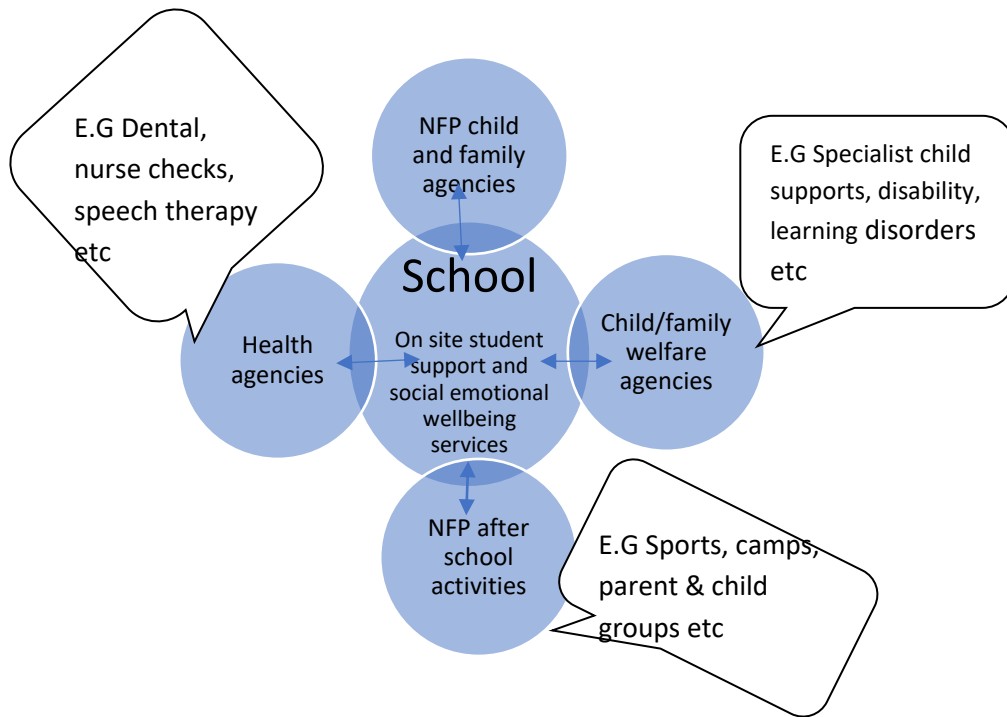 E.G Dental,
nurse checks,
speech therapy
etc
NFP child
and family
agencies
E.G Specialist child
supports, disability,
learning disorders
etc
School
On site student
support and
social emotional
wellbeing
services
Health
agencies
Child/family
welfare
agencies
NFP after
school
activities
E.G Sports, camps,
parent & child
groups etc